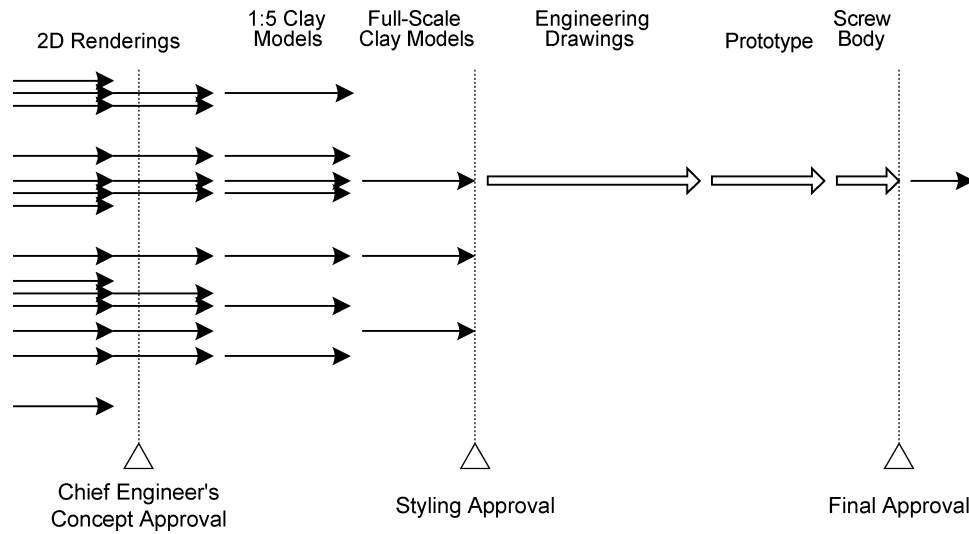 2D Renderings
1:5 Clay
Models
Full-Scale
Clay Models
Engineering
Drawings
Prototype
Screw
Body
Chief Engineer's
Concept Approval
Styling Approval
Final Approval